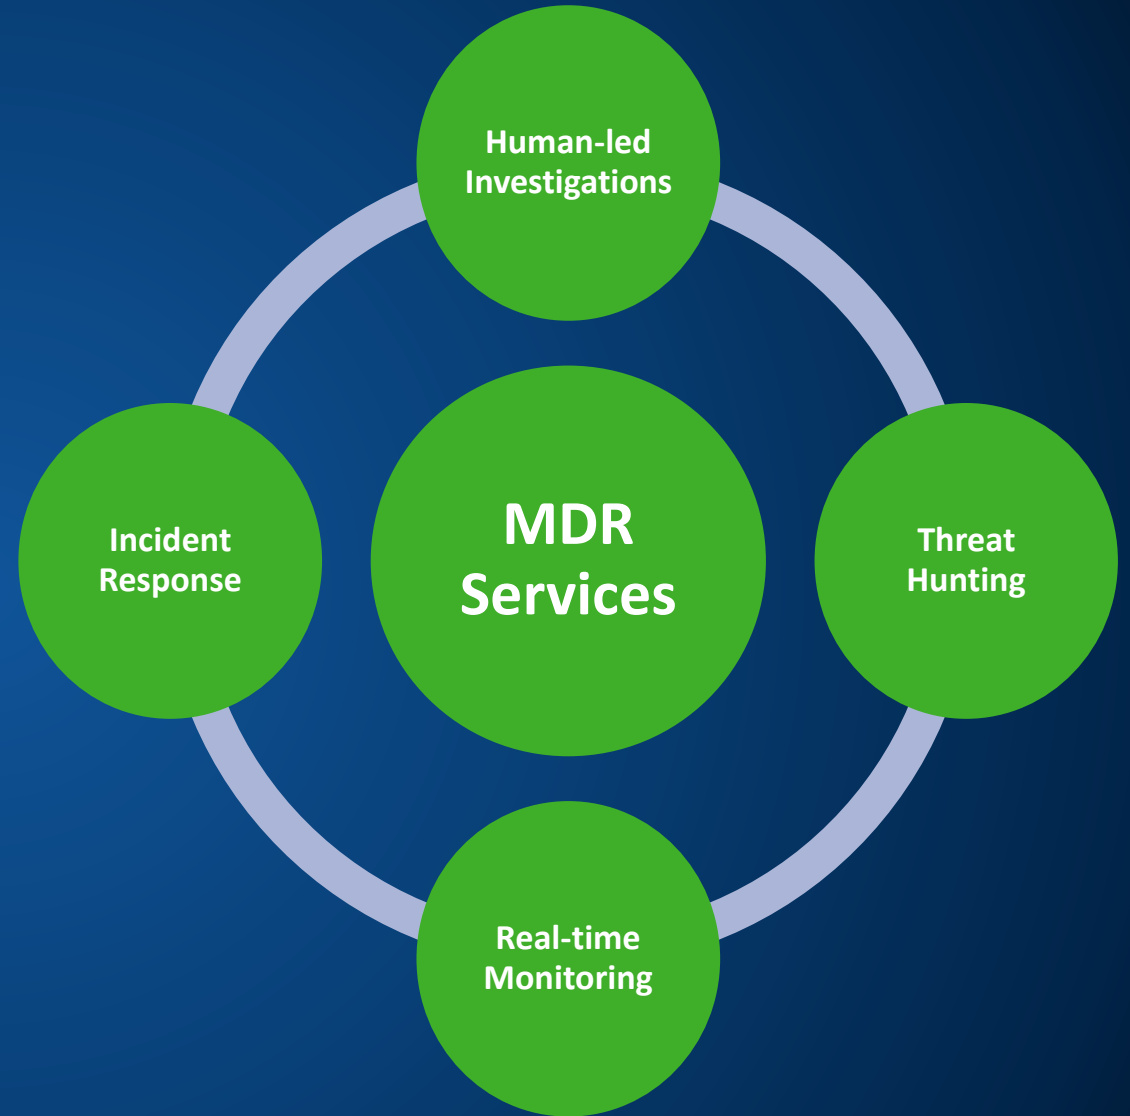 Human-led
Investigations
Incident
Response
MDR
Services
Threat
Hunting
Real-time
Monitoring